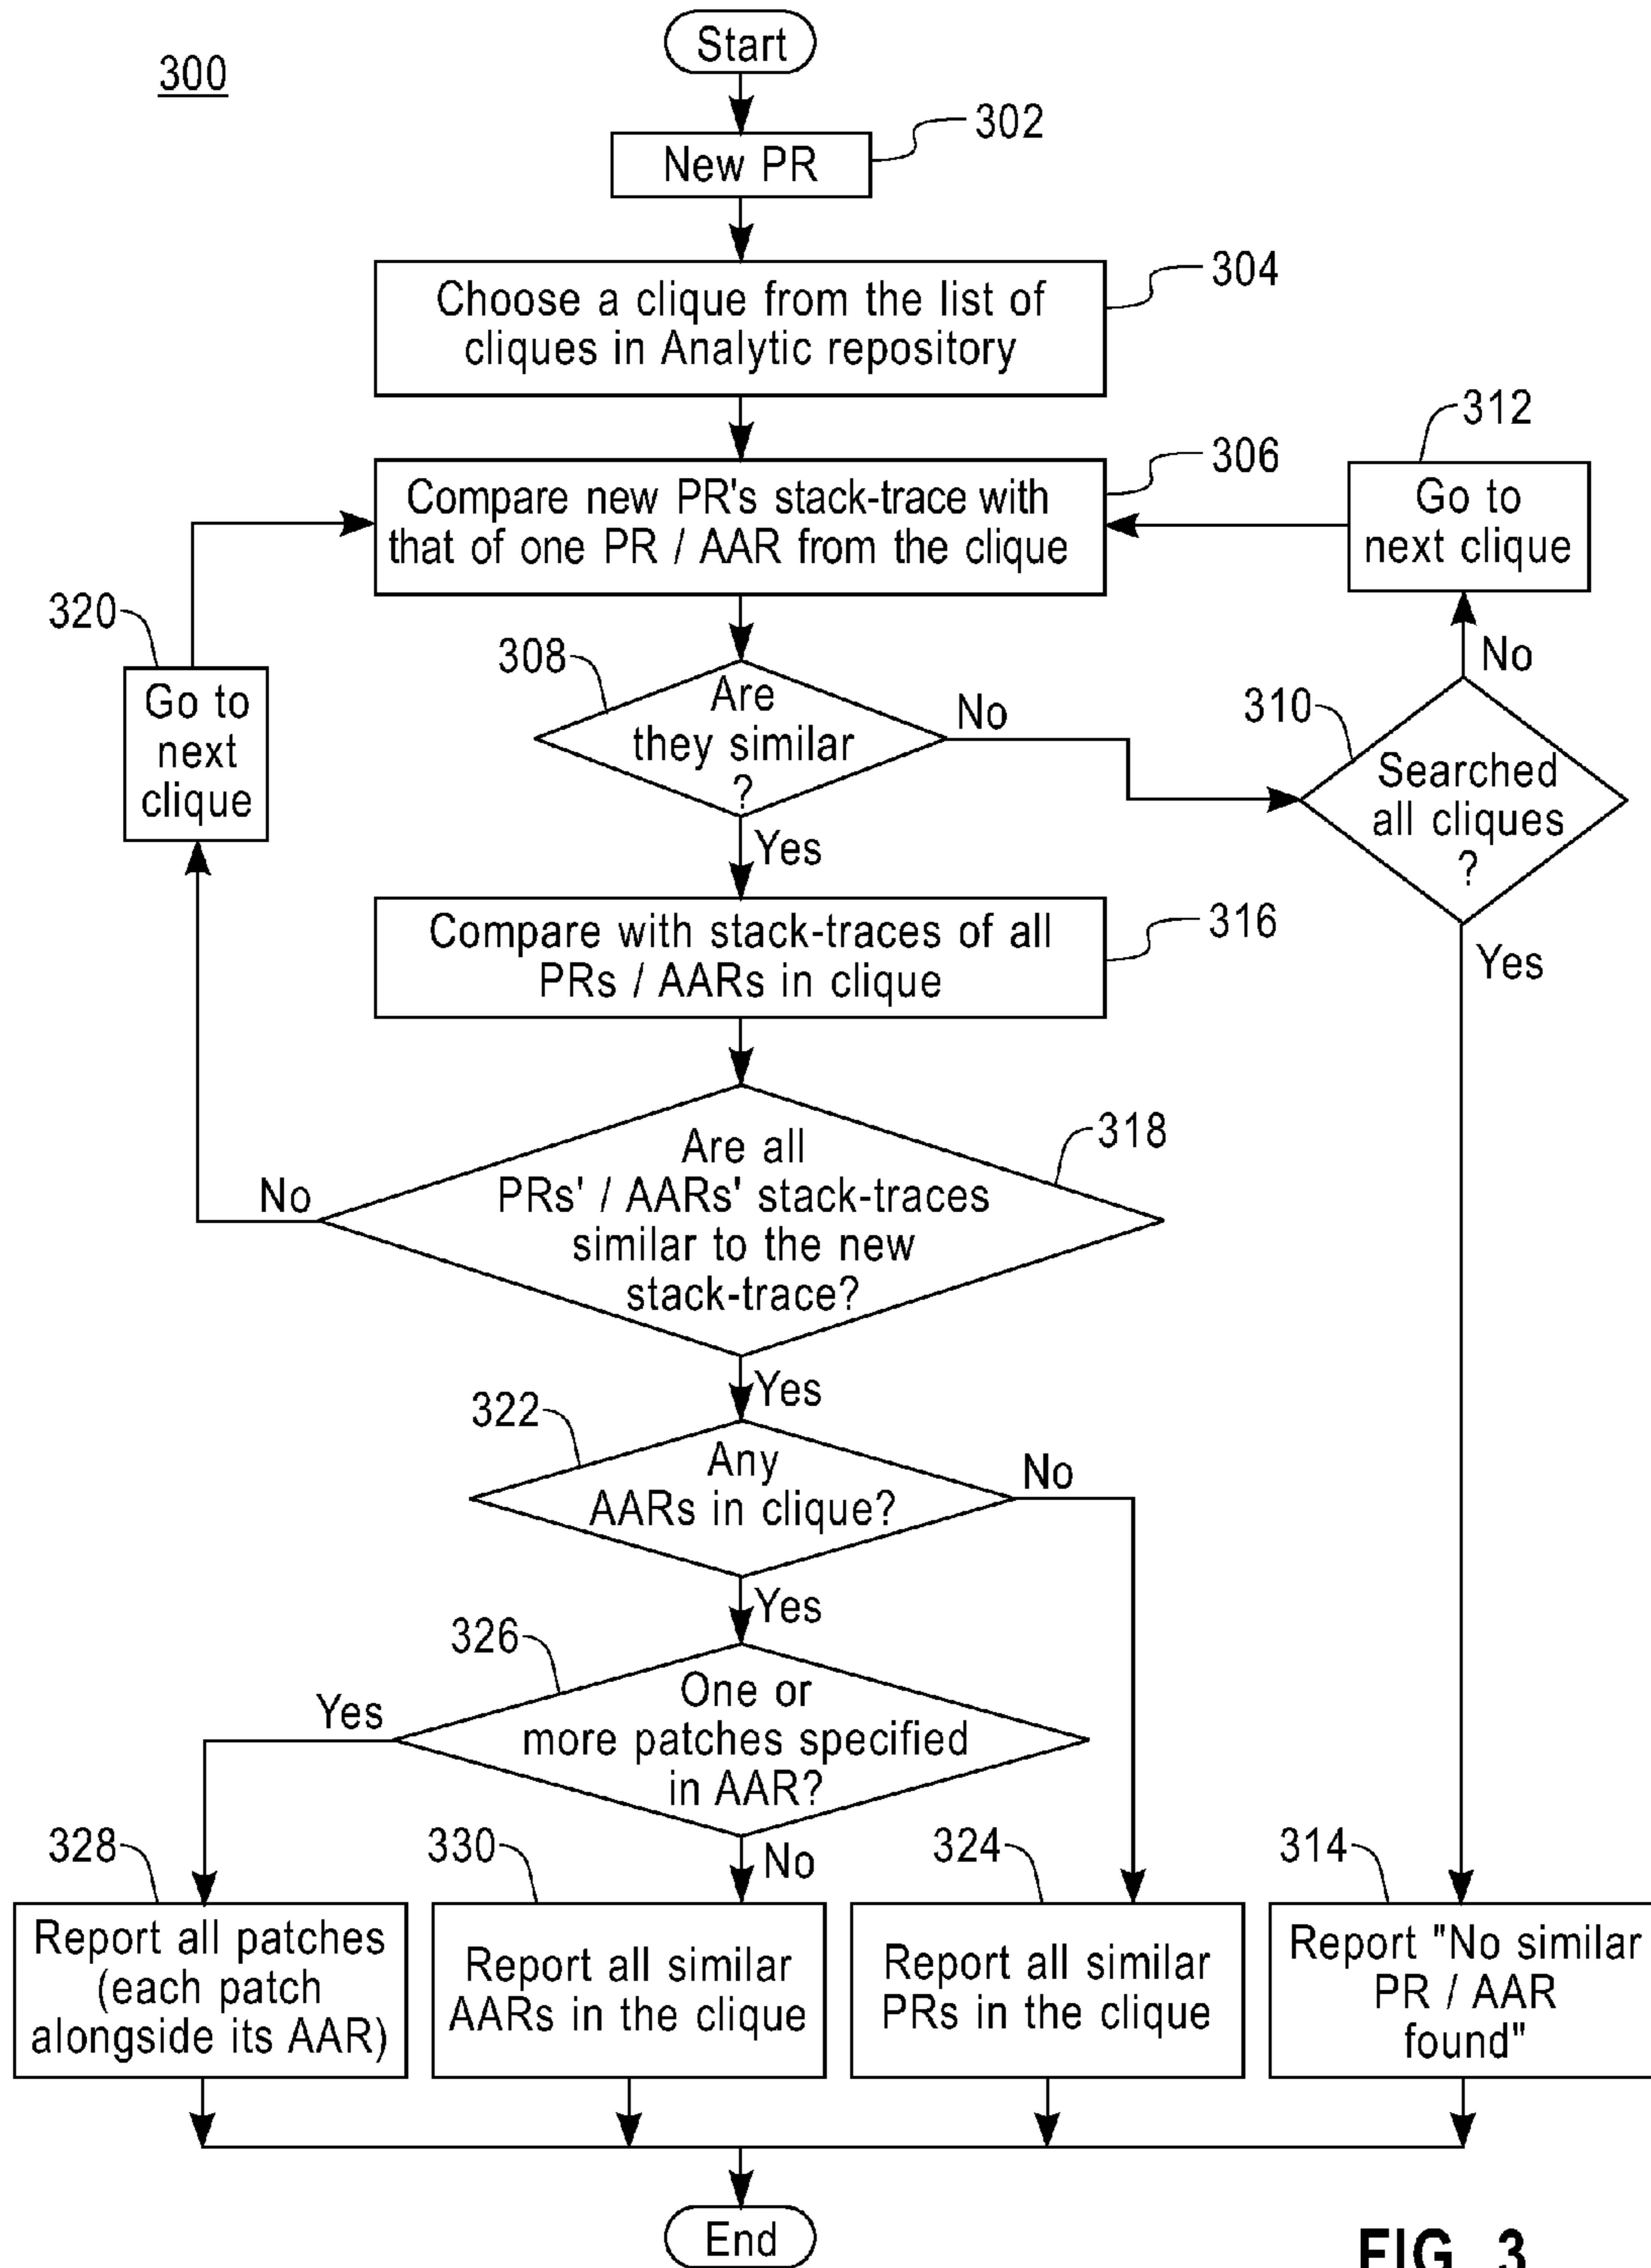 300
Start
302
New PR
304
Choose a clique from the list of
cliques in Analytic repository
312
306
Compare new PR's stack-trace with
that of one PR / AAR from the clique
Go to
next clique
320
Go to
next
clique
308
Are
they similar
?
No
No
310
Searched
all cliques
?
Yes
Yes
316
Compare with stack-traces of all
PRs / AARs in clique
318
Are all
PRs' / AARs' stack-traces
similar to the new
stack-trace?
No
Yes
322
Any
AARs in clique?
No
Yes
326
One or
more patches specified
in AAR?
Yes
No
328
Report all patches
(each patch
alongside its AAR)
330
Report all similar
AARs in the clique
324
Report all similar
PRs in the clique
314
Report "No similar
PR / AAR
found"
End
FIG. 3